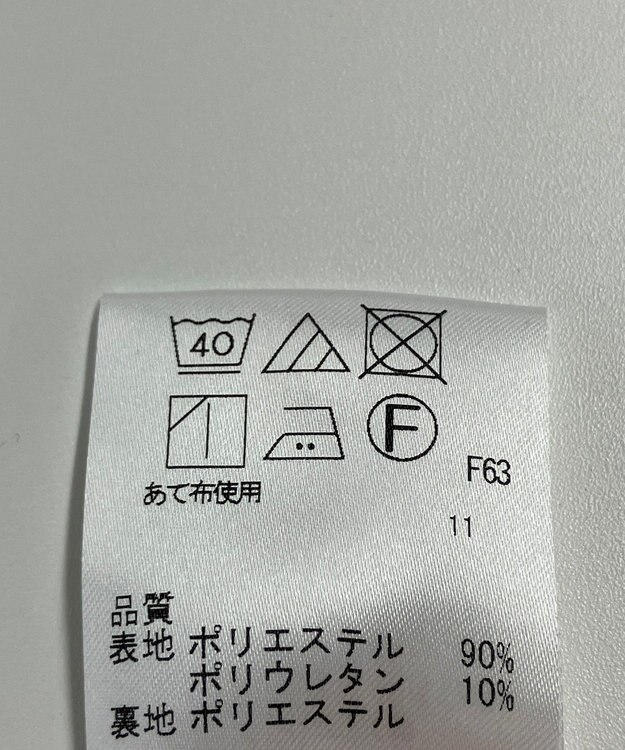 40
F
F63
あて布使用
11
品質
表地 ポリエステル 90%
ポリウレタン 10%
裏地 ポリエステル